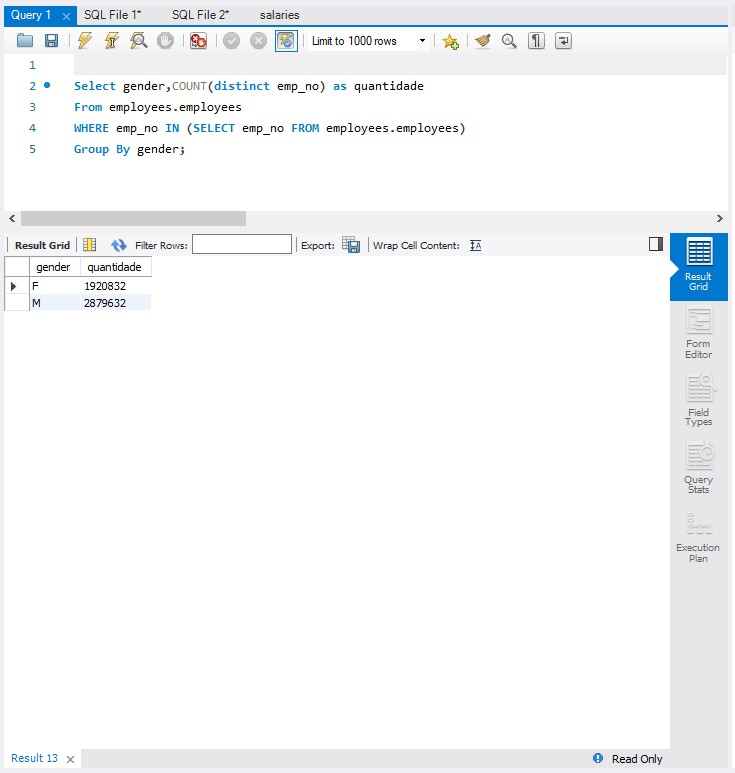 Query 1 SQL File 1* SQL File 2* salaries
Limit to 1000 rows
1
2 Select gender,COUNT(distinct emp_no) as quantidade
3 From employees.employees
4 WHERE emp_no IN (SELECT emp_no FROM employees.employees)
5 Group By gender;
Result Grid Filter Rows: Export: Wrap Cell Content:
gender quantidade
F 1920832
M 2879632
Result
Grid
Form
Editor
Field
Types
Query
Stats
Execution
Plan
Result 13 Read Only